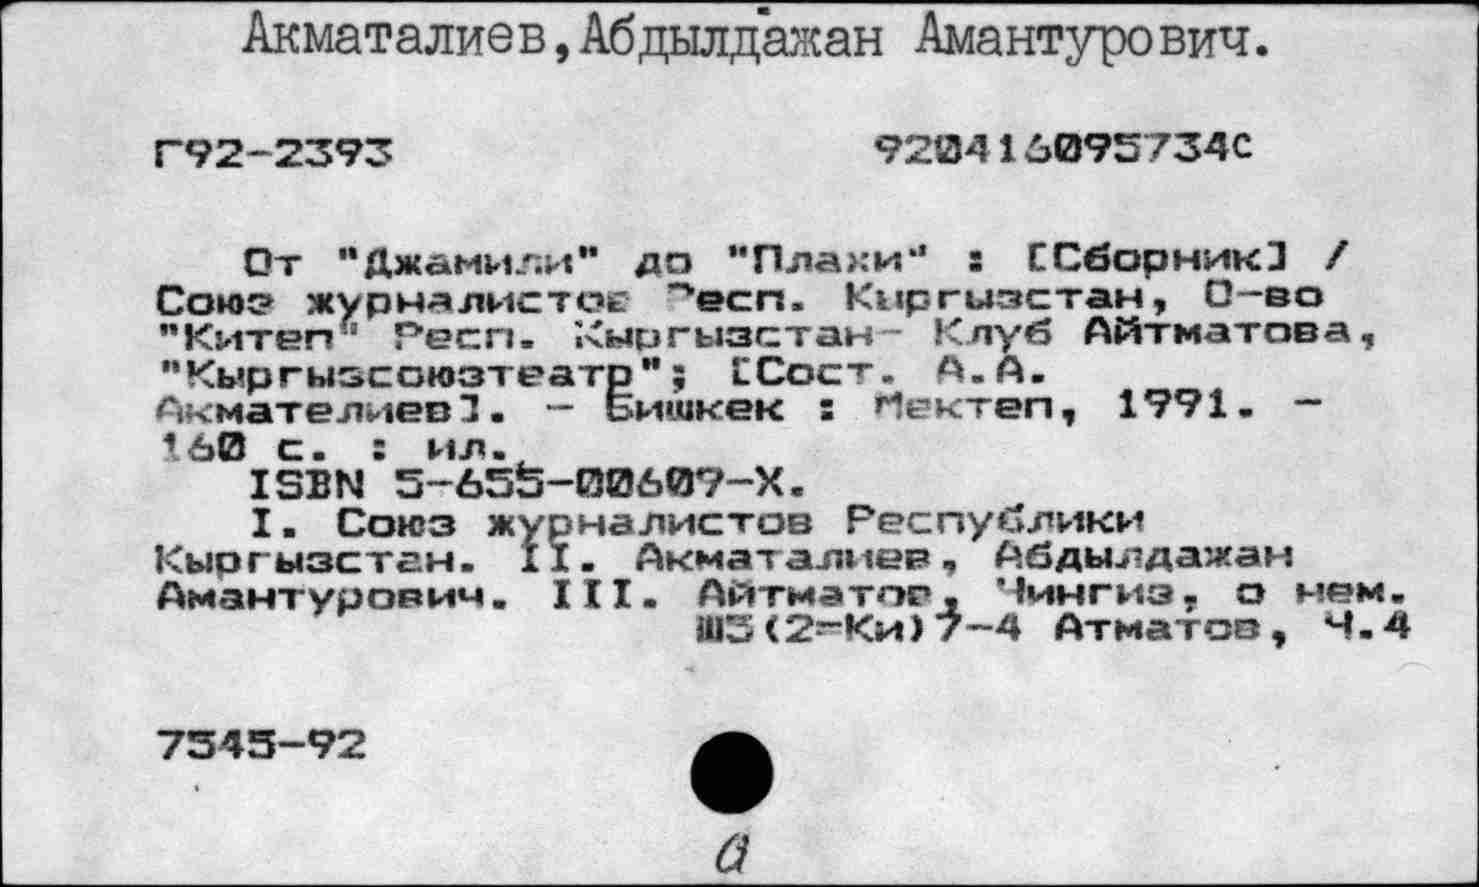 Акматалиев,Абдылдажан Амантурович.
Г92-2393 920416095734С
От "Джамили" до "Плахи" : [Сборник] /
Союз журналистов Респ. Кыргызстан, О-во
"Китеп" Респ. Кыргызстан- Клуб Айтматова,
"Кыргызсоюзтеатр"; [Сост. А.А.
Акмателиев]. - Бишкек : Мектеп, 1991. -
160 с. : ил.
ISBN 5-655-00609-X.
I. Союз журналистов Республики
Кыргызстан. II. Акматалиев, Абдылдажан
Амантурович. III. Айтматов, Чингиз, о нем.
Ш5(2=Ки)7-4 Атматов, Ч.4
7545-92
а